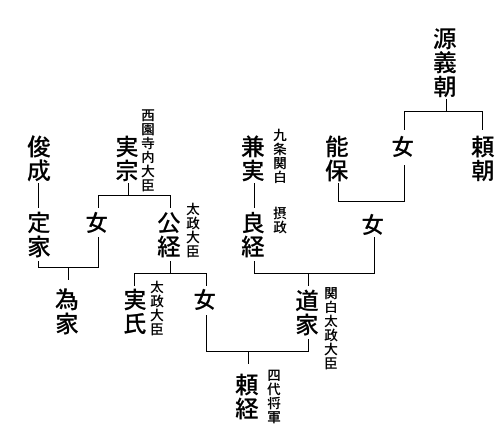 源義朝
頼朝
女
能保
九条関白
兼実
西園寺内大臣
実宗
俊成
女
摂政
良経
太政大臣
公経
女
定家
関白太政大臣
道家
女
太政大臣
実氏
為家
四代将軍
頼経